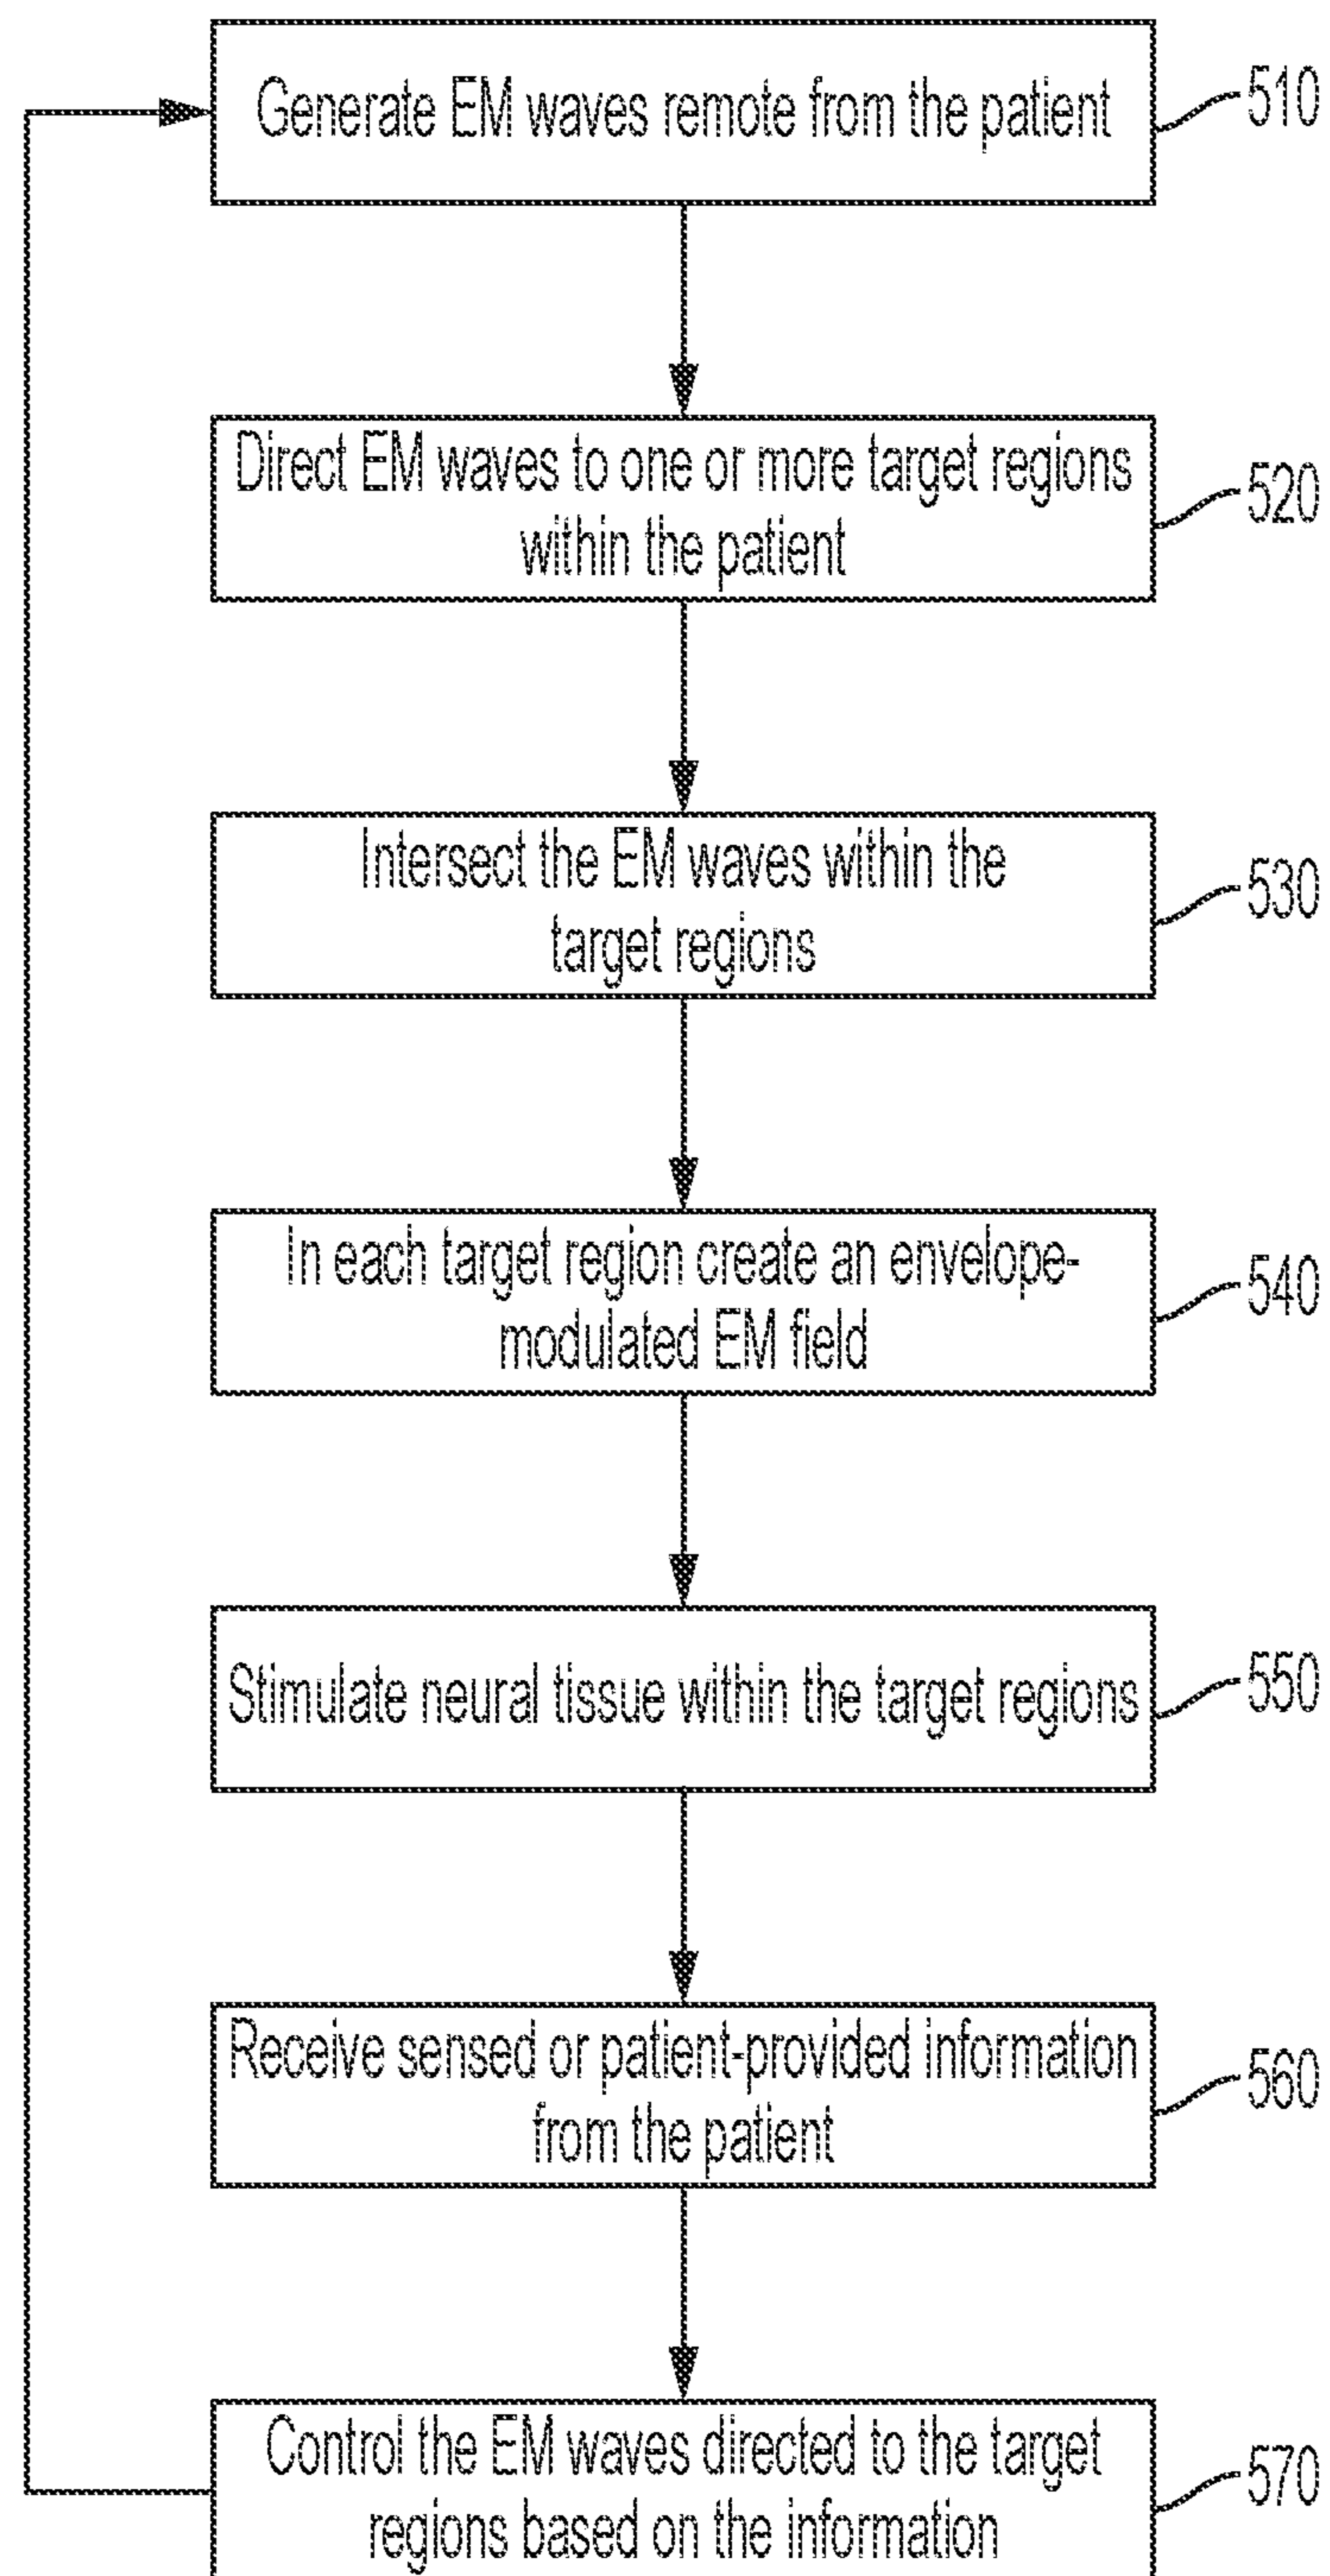 Generate EM waves remote from the patient
510
Direct EM waves to one or more target regions
within the patient
520
Intersect the EM waves within the
target regions
530
In each target region create an envelope-
modulated EM field
540
Stimulate neural tissue within the target regions
550
Receive sensed or patient-provided information
from the patient
560
Control the EM waves directed to the target
regions based on the information
570